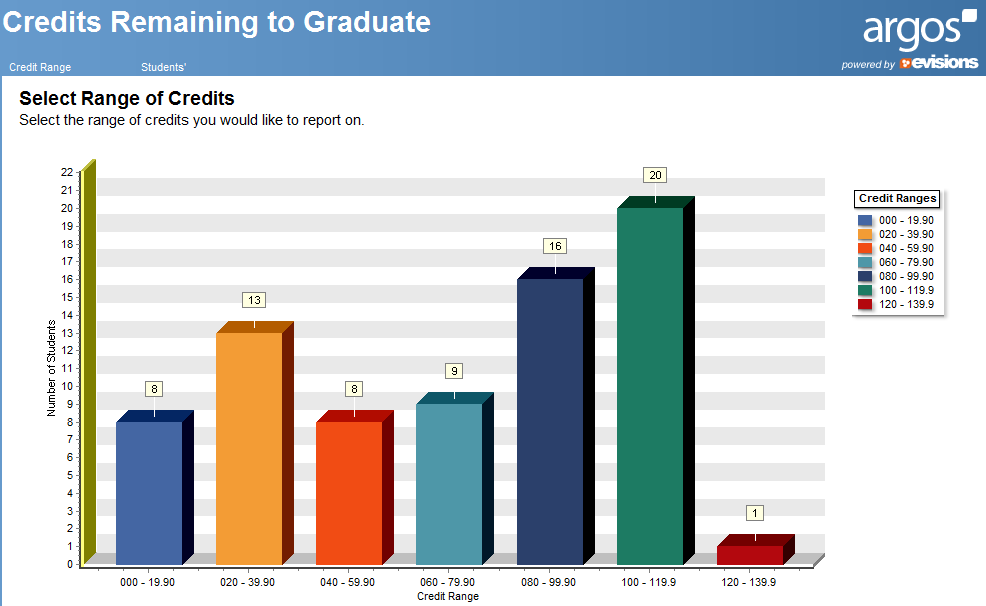 Credits Remaining to Graduate
argos
powered by evisions
Credit Range Students'
Select Range of Credits
Select the range of credits you would like to report on.
Number of Students
22
21
20
19
18
17
16
15
14
13
12
11
10
9
8
7
6
5
4
3
2
1
0
8
13
8
9
16
20
1
000 - 19.90 020 - 39.90 040 - 59.90 060 - 79.90 080 - 99.90 100 - 119.9 120 - 139.9
Credit Range
Credit Ranges
000 - 19.90
020 - 39.90
040 - 59.90
060 - 79.90
080 - 99.90
100 - 119.9
120 - 139.9